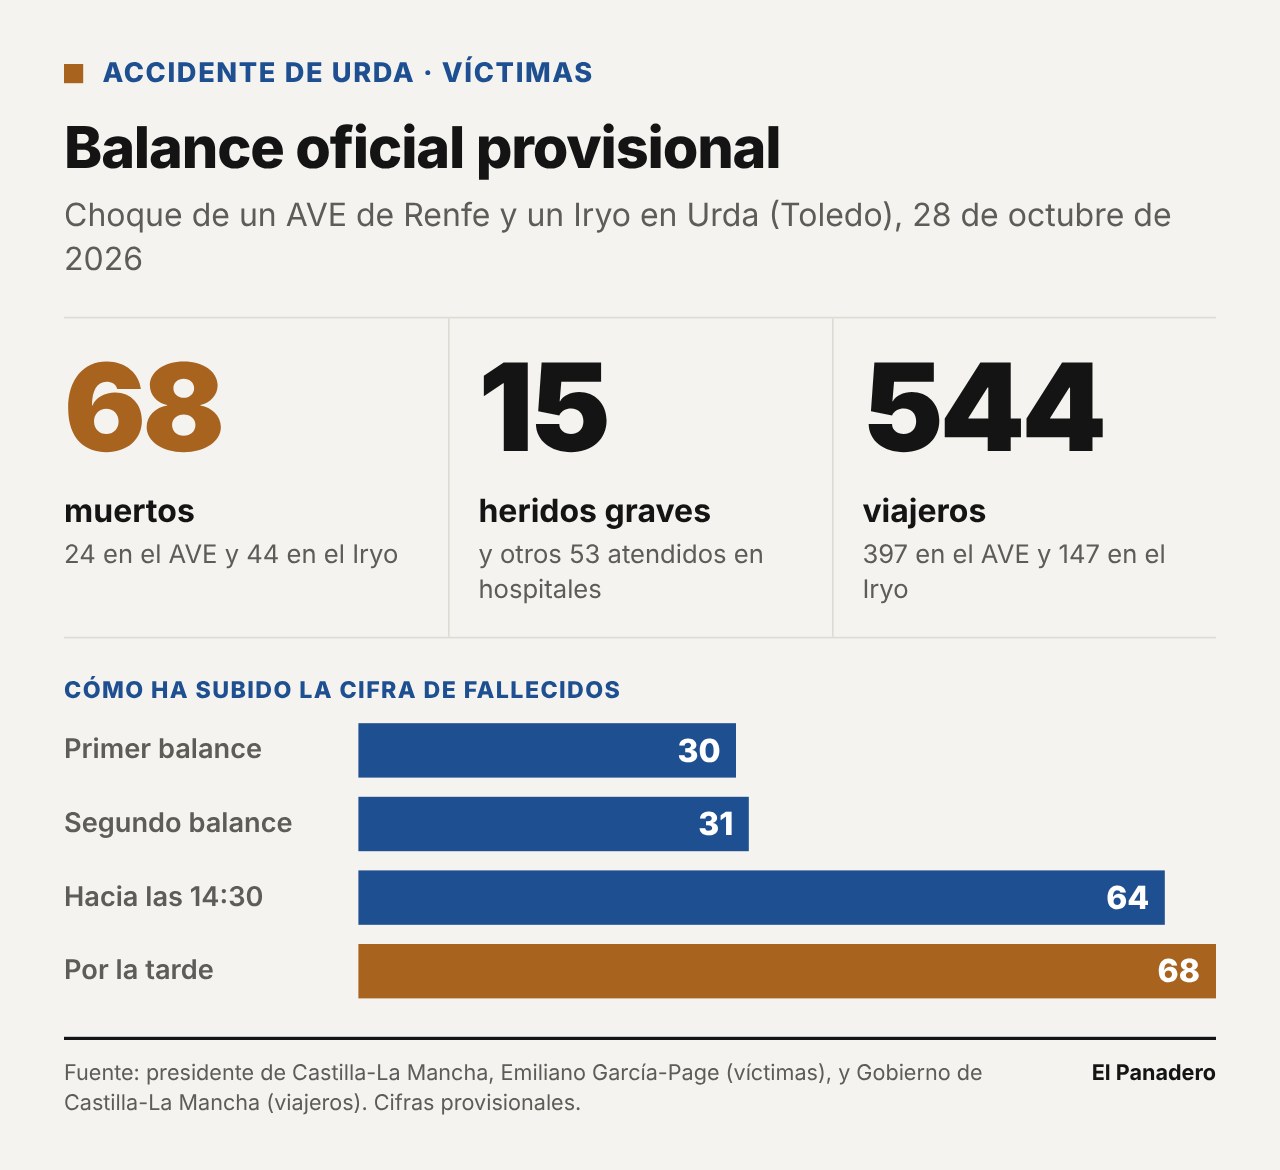 ACCIDENTE DE URDA · VÍCTIMAS
Balance oficial provisional
Choque de un AVE de Renfe y un Iryo en Urda (Toledo), 28 de octubre de
2026
68
muertos
24 en el AVE y 44 en el Iryo
15
heridos graves
y otros 53 atendidos en
hospitales
544
viajeros
397 en el AVE y 147 en el
Iryo
CÓMO HA SUBIDO LA CIFRA DE FALLECIDOS
Primer balance
30
Segundo balance
31
Hacia las 14:30
64
Por la tarde
68
Fuente: presidente de Castilla-La Mancha, Emiliano García-Page (víctimas), y Gobierno de
Castilla-La Mancha (viajeros). Cifras provisionales.
El Panadero